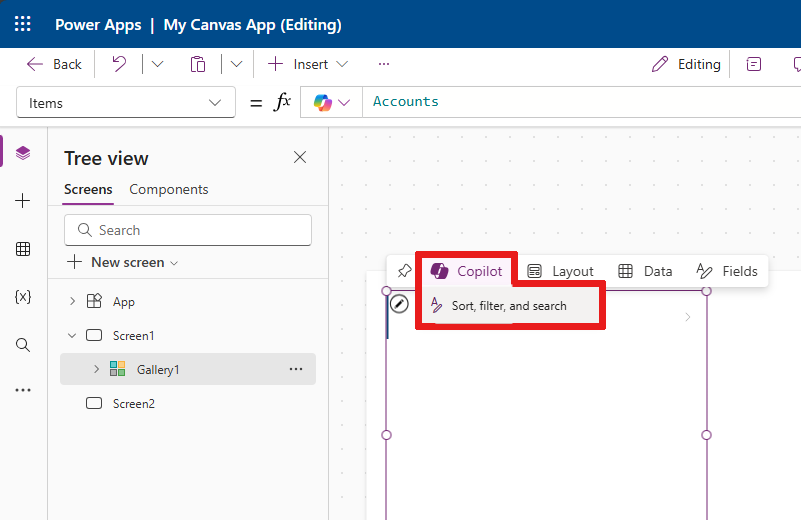 Power Apps | My Canvas App (Editing)
Back Insert ... Editing
Items = fx Accounts
Tree view
Screens Components
Search
New screen
App
Screen1
Gallery1 ...
Screen2
{x}
...
Copilot Layout Data Fields
Sort, filter, and search